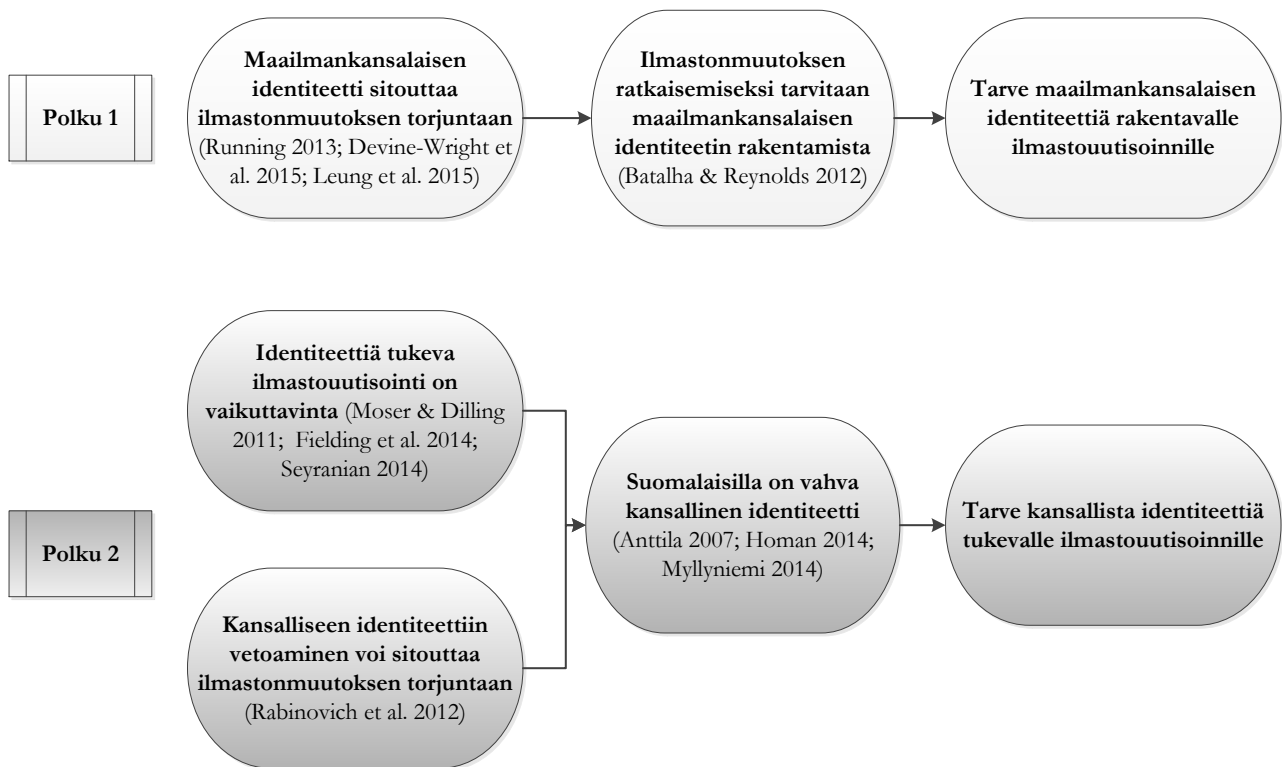 Polku 1
Maailmankansalaisen
identiteetti sitouttaa
ilmastonmuutoksen torjuntaan
(Running 2013; Devine-Wright et
al. 2015; Leung et al. 2015)
Ilmastonmuutoksen
ratkaisemiseksi tarvitaan
maailmankansalaisen
identiteetin rakentamista
(Batalha & Reynolds 2012)
Tarve maailmankansalaisen
identiteettiä rakentavalle
ilmastouutisoinnille
Polku 2
Identiteettiä tukeva
ilmastouutisointi on
vaikuttavinta (Moser & Dilling
2011; Fielding et al. 2014;
Seyranian 2014)
Kansalliseen identiteettiin
vetoaminen voi sitouttaa
ilmastonmuutoksen torjuntaan
(Rabinovich et al. 2012)
Suomalaisilla on vahva
kansallinen identiteetti
(Anttila 2007; Homan 2014;
Myllyniemi 2014)
Tarve kansallista identiteettiä
tukevalle ilmastouutisoinnille